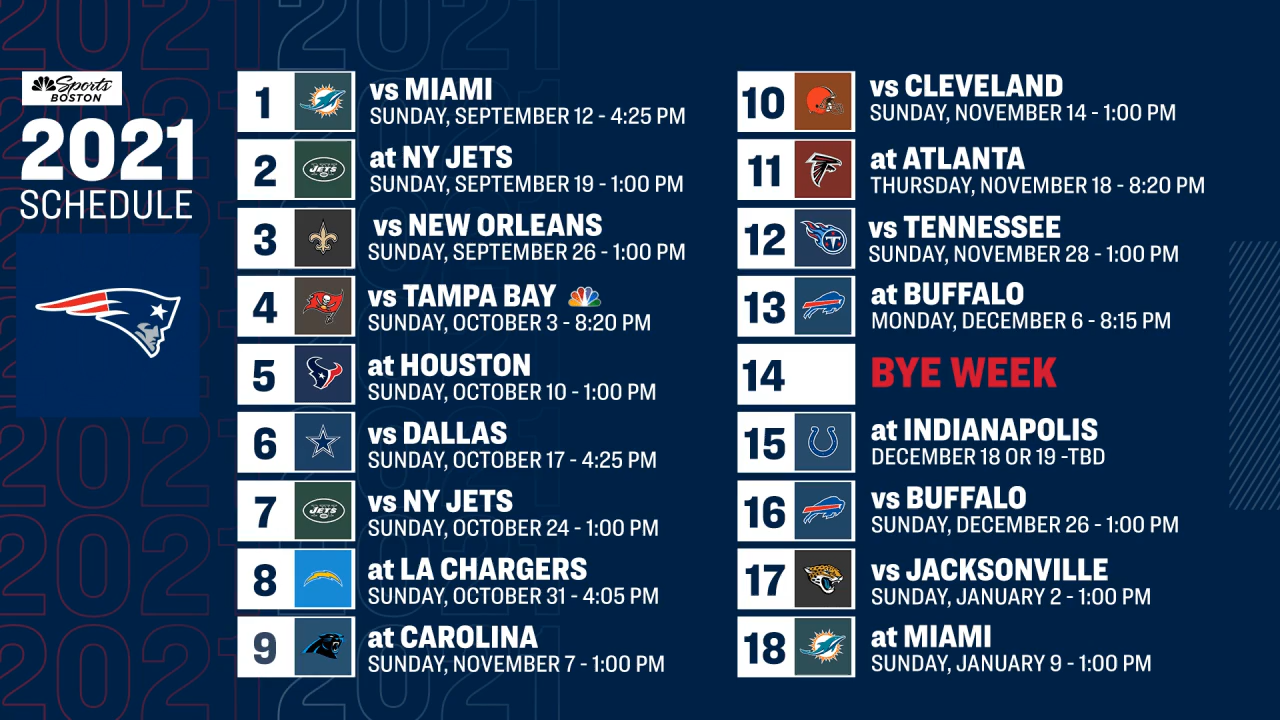 Sports
BOSTON
2021
SCHEDULE
1
vs MIAMI
SUNDAY, SEPTEMBER 12 - 4:25 PM
2
JETS
at NY JETS
SUNDAY, SEPTEMBER 19 - 1:00 PM
3
vs NEW ORLEANS
SUNDAY, SEPTEMBER 26 - 1:00 PM
4
vs TAMPA BAY
SUNDAY, OCTOBER 3 - 8:20 PM
5
at HOUSTON
SUNDAY, OCTOBER 10 - 1:00 PM
6
vs DALLAS
SUNDAY, OCTOBER 17 - 4:25 PM
7
JETS
vs NY JETS
SUNDAY, OCTOBER 24 - 1:00 PM
8
at LA CHARGERS
SUNDAY, OCTOBER 31 - 4:05 PM
9
at CAROLINA
SUNDAY, NOVEMBER 7 - 1:00 PM
10
vs CLEVELAND
SUNDAY, NOVEMBER 14 - 1:00 PM
11
at ATLANTA
THURSDAY, NOVEMBER 18 - 8:20 PM
12
T
vs TENNESSEE
SUNDAY, NOVEMBER 28 - 1:00 PM
13
at BUFFALO
MONDAY, DECEMBER 6 - 8:15 PM
14
BYE WEEK
15
at INDIANAPOLIS
DECEMBER 18 OR 19 -TBD
16
vs BUFFALO
SUNDAY, DECEMBER 26 - 1:00 PM
17
vs JACKSONVILLE
SUNDAY, JANUARY 2 - 1:00 PM
18
at MIAMI
SUNDAY, JANUARY 9 - 1:00 PM